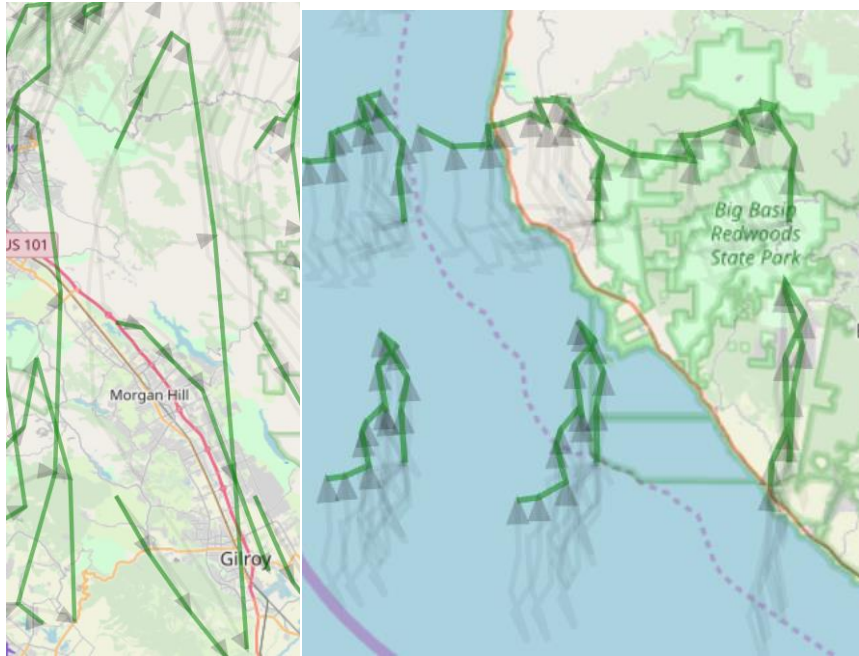 US 101
Morgan Hill
Gilroy
Big Basin
Redwoods
State Park